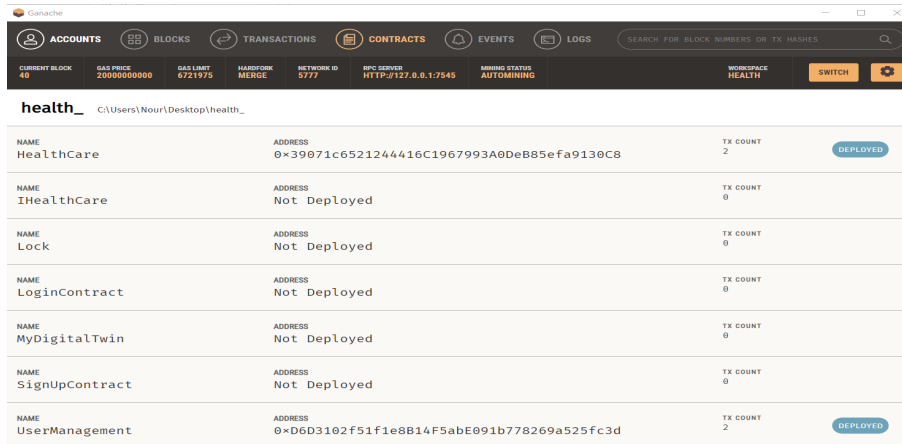 Ganache
ACCOUNTS BLOCKS TRANSACTIONS CONTRACTS EVENTS LOGS SEARCH FOR BLOCK NUMBERS OR TX HASHES
CURRENT BLOCK GAS PRICE GAS LIMIT HARDFORK NETWORK ID RPC SERVER MINING STATUS WORKSPACE
40 20000000000 6721975 MERGE 5777 HTTP://127.0.0.1:7545 AUTOMINING HEALTH SWITCH
health_ C:\Users\Nour\Desktop\health_
NAME ADDRESS TX COUNT
HealthCare 0×39071c6521244416C1967993A0DeB85efa9130C8 2 DEPLOYED
NAME ADDRESS TX COUNT
IHealthCare Not Deployed 0
NAME ADDRESS TX COUNT
Lock Not Deployed 0
NAME ADDRESS TX COUNT
LoginContract Not Deployed 0
NAME ADDRESS TX COUNT
MyDigitalTwin Not Deployed 0
NAME ADDRESS TX COUNT
SignUpContract Not Deployed 0
NAME ADDRESS TX COUNT
UserManagement 0×D6D3102f51f1e8B14F5abE091b778269a525fc3d 2 DEPLOYED